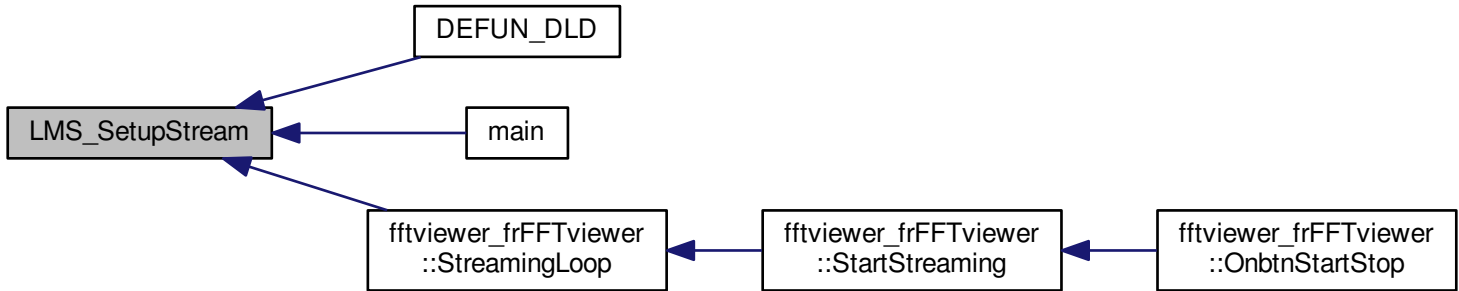 DEFUN_DLD
LMS_SetupStream
main
fftviewer_frFFTviewer
::StreamingLoop
fftviewer_frFFTviewer
::StartStreaming
fftviewer_frFFTviewer
::OnbtnStartStop